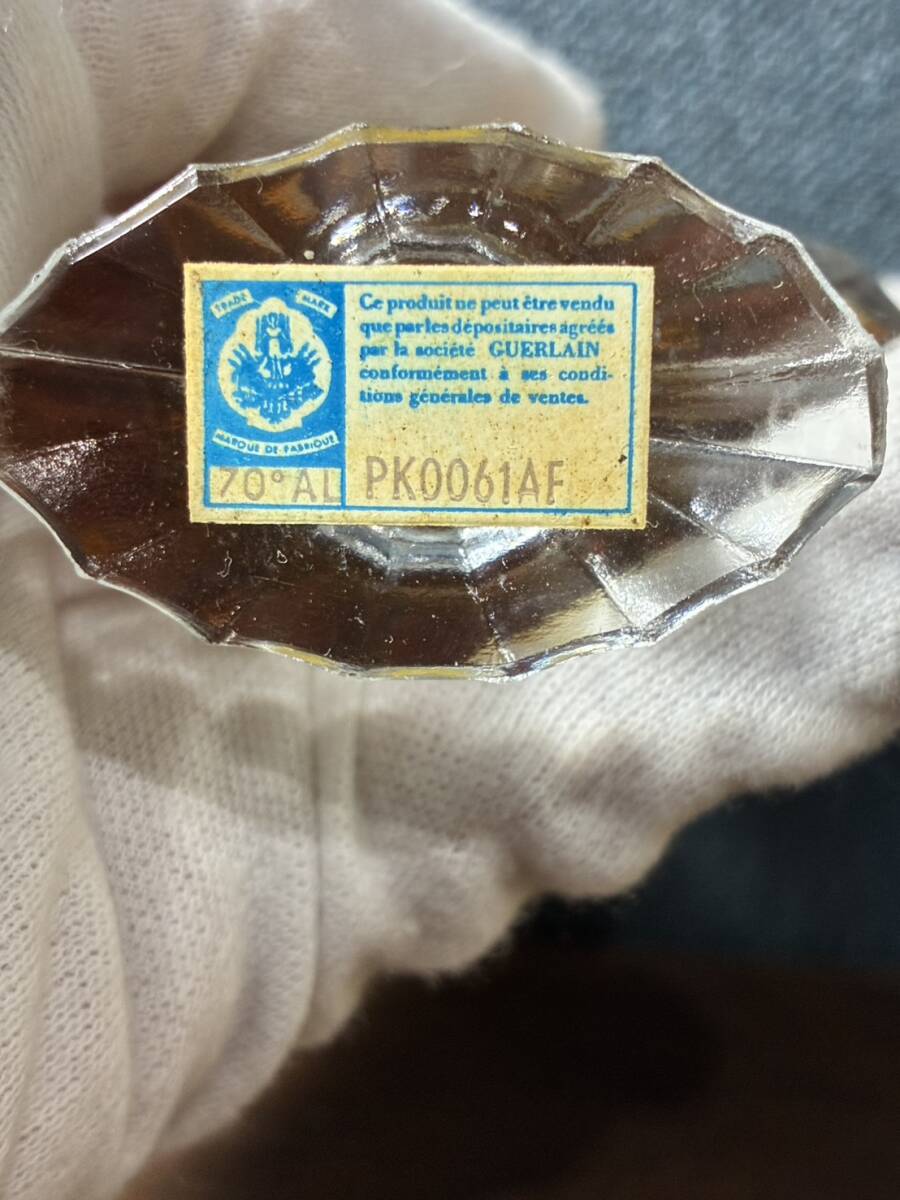 TRADE MARK
Ce produit ne peut être vendu
que par les dépositaires agréés
par la société GUERLAIN
conformément à ses condi-
tions générales de ventes.
MARQUE DE FABRIQUE
70° AL PK0061AF